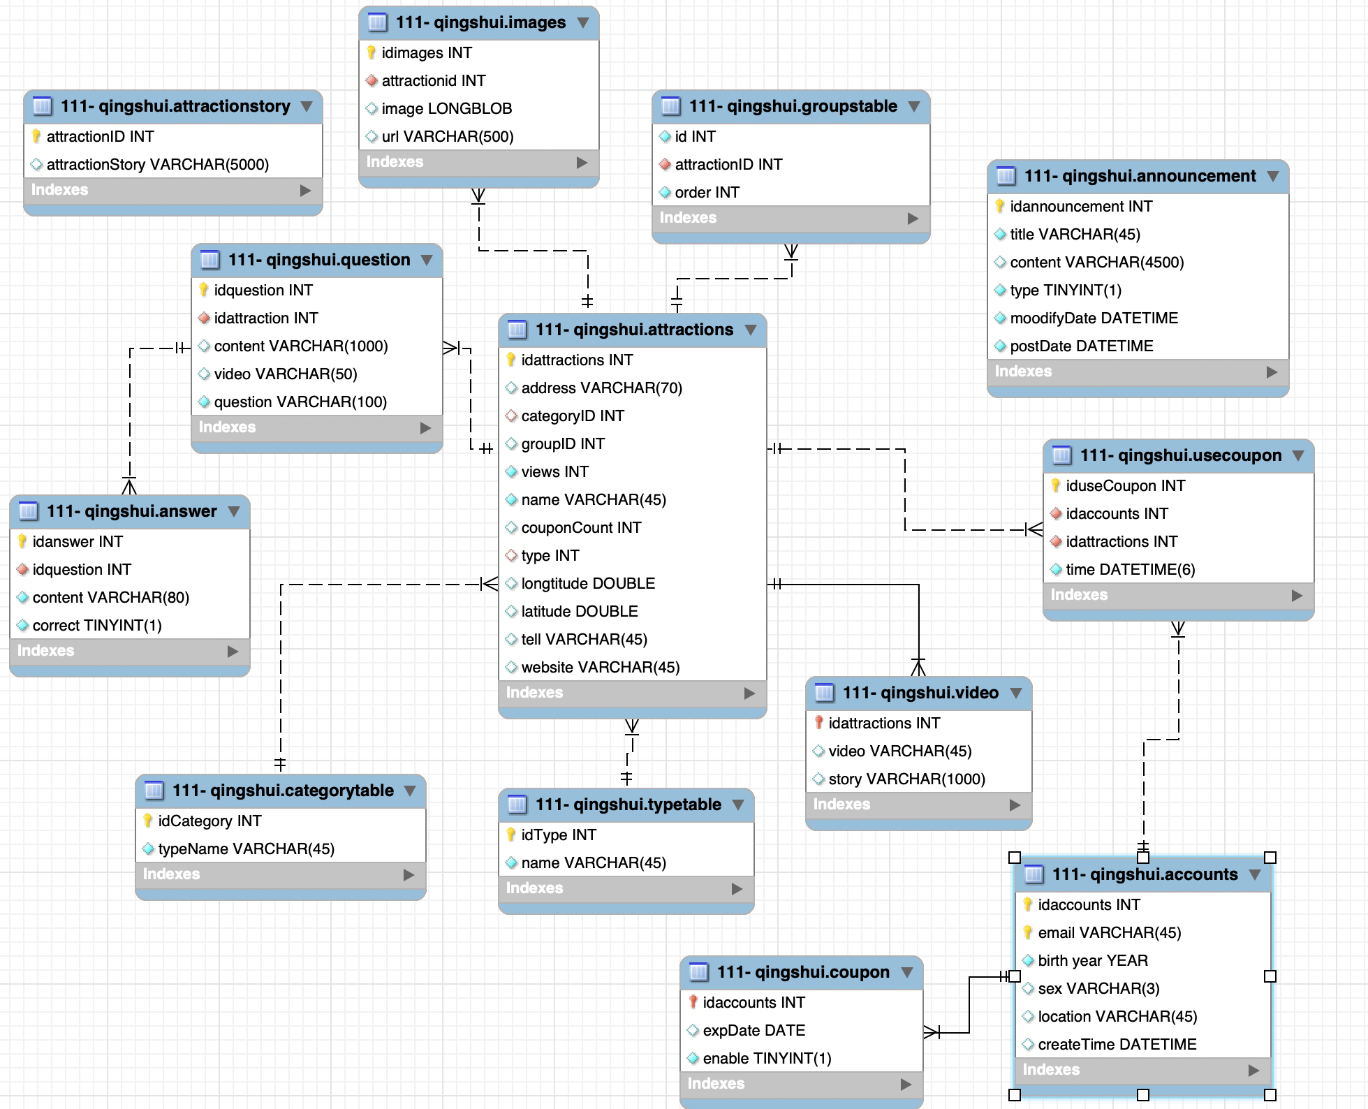 111- qingshui.images
idimages INT
attractionid INT
image LONGBLOB
url VARCHAR(500)
Indexes
111- qingshui.attractionstory
attractionID INT
attractionStory VARCHAR(5000)
Indexes
111- qingshui.groupstable
id INT
attractionID INT
order INT
Indexes
111- qingshui.announcement
idannouncement INT
title VARCHAR(45)
content VARCHAR(4500)
type TINYINT(1)
moodifyDate DATETIME
postDate DATETIME
Indexes
111- qingshui.question
idquestion INT
idattraction INT
content VARCHAR(1000)
video VARCHAR(50)
question VARCHAR(100)
Indexes
111- qingshui.attractions
idattractions INT
address VARCHAR(70)
categoryID INT
groupID INT
views INT
name VARCHAR(45)
couponCount INT
type INT
longtitude DOUBLE
latitude DOUBLE
tell VARCHAR(45)
website VARCHAR(45)
Indexes
111- qingshui.usecoupon
iduseCoupon INT
idaccounts INT
idattractions INT
time DATETIME(6)
Indexes
111- qingshui.answer
idanswer INT
idquestion INT
content VARCHAR(80)
correct TINYINT(1)
Indexes
111- qingshui.video
idattractions INT
video VARCHAR(45)
story VARCHAR(1000)
Indexes
111- qingshui.categorytable
idCategory INT
typeName VARCHAR(45)
Indexes
111- qingshui.typetable
idType INT
name VARCHAR(45)
Indexes
111- qingshui.accounts
idaccounts INT
email VARCHAR(45)
birth year YEAR
sex VARCHAR(3)
location VARCHAR(45)
createTime DATETIME
Indexes
111- qingshui.coupon
idaccounts INT
expDate DATE
enable TINYINT(1)
Indexes